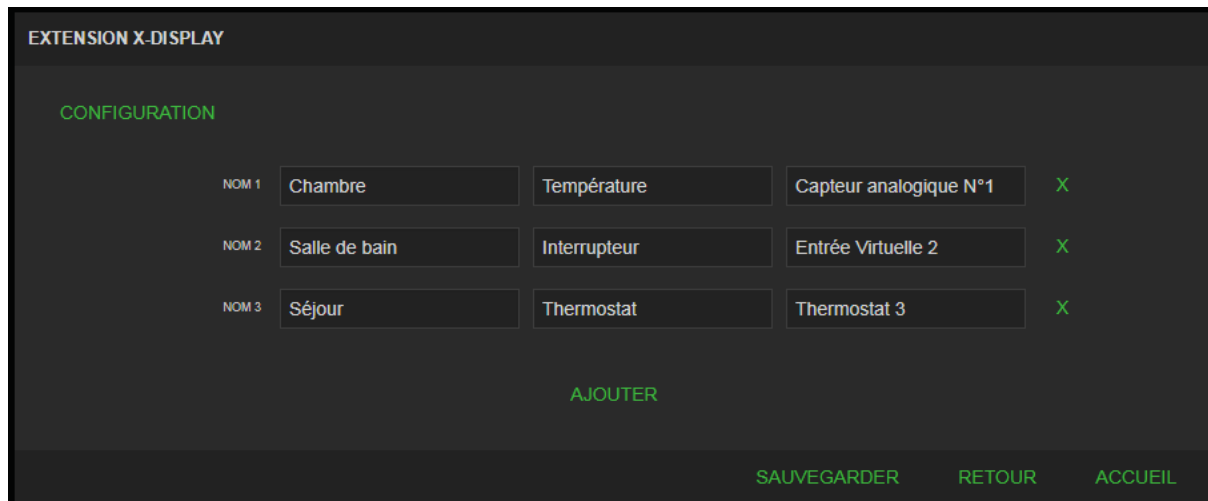 EXTENSION X-DISPLAY
CONFIGURATION
NOM 1 Chambre Température Capteur analogique N°1 X
NOM 2 Salle de bain Interrupteur Entrée Virtuelle 2 X
NOM 3 Séjour Thermostat Thermostat 3 X
AJOUTER
SAUVEGARDER RETOUR ACCUEIL